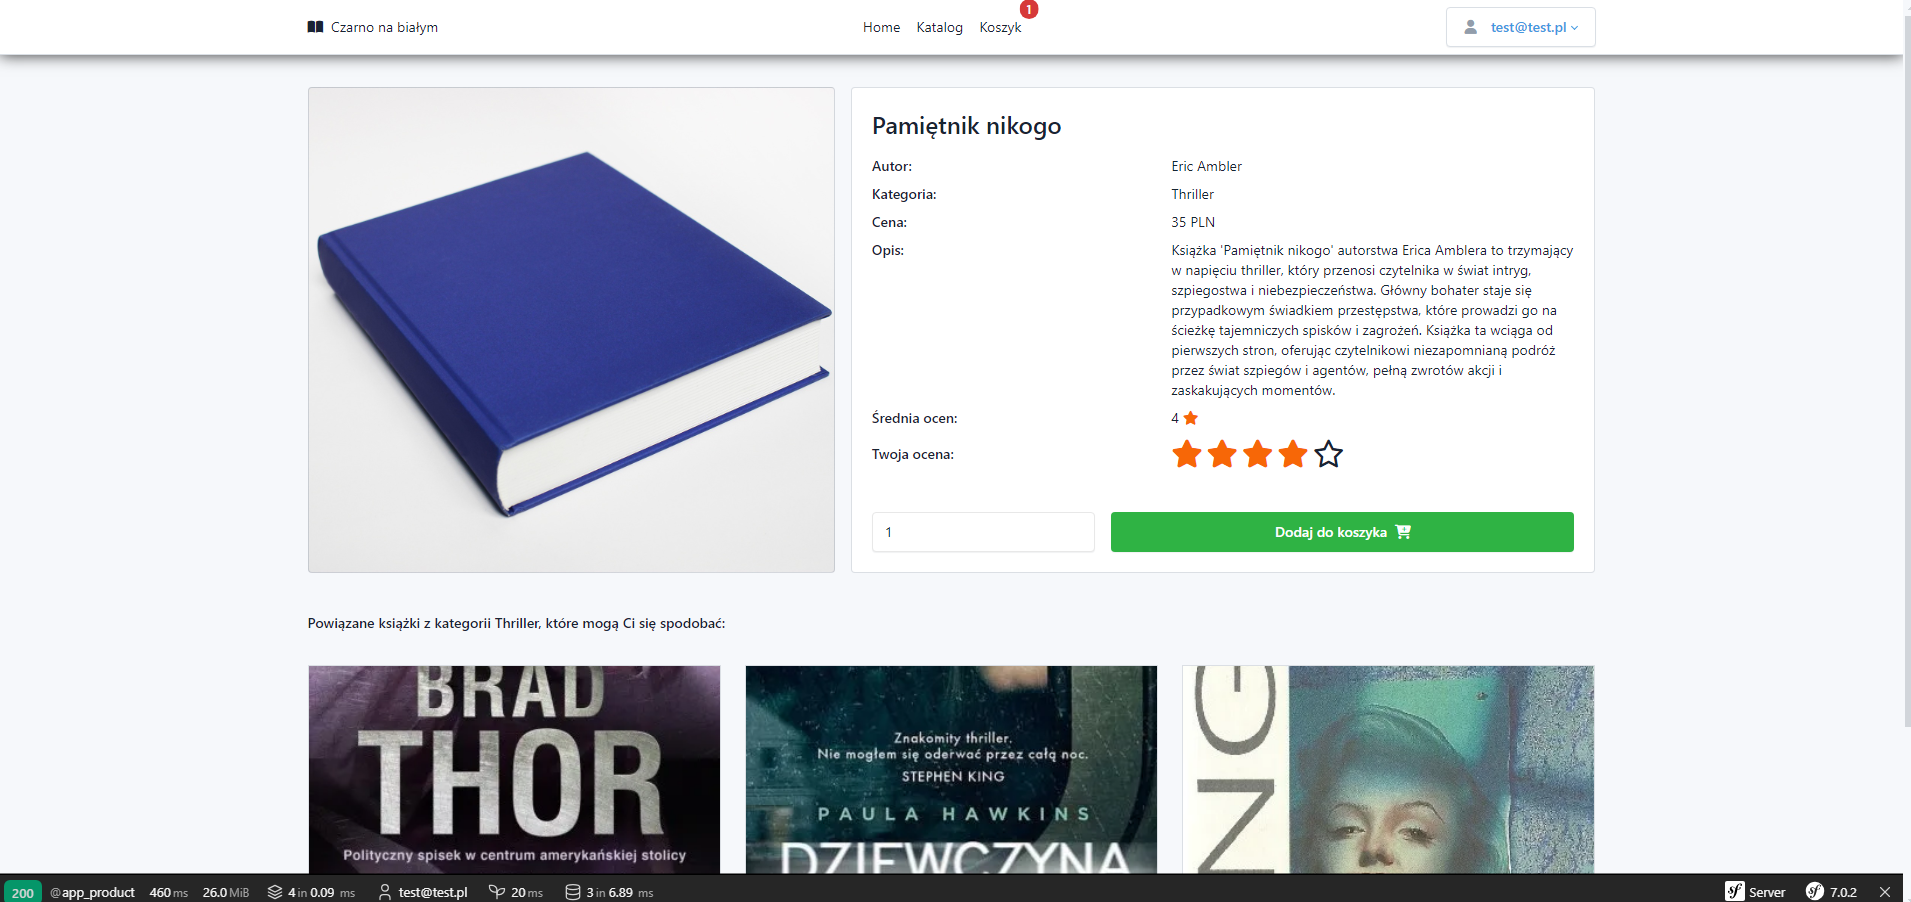 Czarno na białym
Home Katalog Koszyk 1
test@test.pl
Pamiętnik nikogo
Autor: Eric Ambler
Kategoria: Thriller
Cena: 35 PLN
Opis: Książka 'Pamiętnik nikogo' autorstwa Erica Amblera to trzymający
w napięciu thriller, który przenosi czytelnika w świat intryg,
szpiegostwa i niebezpieczeństwa. Główny bohater staje się
przypadkowym świadkiem przestępstwa, które prowadzi go na
ścieżkę tajemniczych spisków i zagrożeń. Książka ta wciąga od
pierwszych stron, oferując czytelnikowi niezapomnianą podróż
przez świat szpiegów i agentów, pełną zwrotów akcji i
zaskakujących momentów.
Średnia ocen: 4
Twoja ocena:
1
Dodaj do koszyka
Powiązane książki z kategorii Thriller, które mogą Ci się spodobać:
BRAD
THOR
Polityczny spisek w centrum amerykańskiej stolicy
Znakomity thriller.
Nie mogłem się oderwać przez całą noc.
STEPHEN KING
PAULA HAWKINS
DZIEWCZYNA
NG
200 @app_product 460 ms 26.0 MiB 4 in 0.09 ms test@test.pl 20 ms 3 in 6.89 ms Server 7.0.2